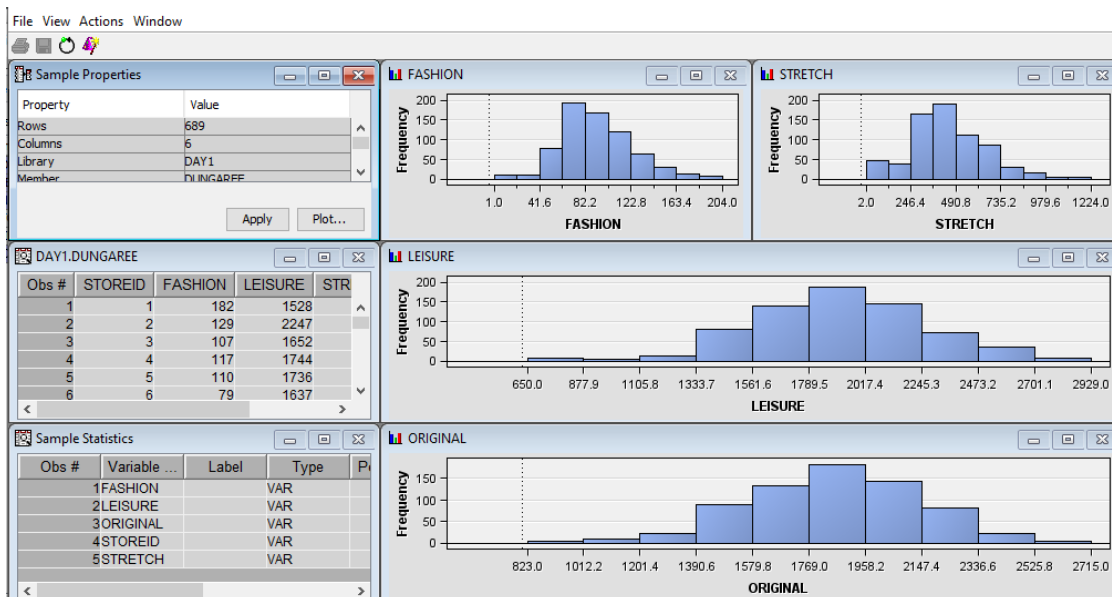 File View Actions Window
Sample Properties
Property Value
Rows 689
Columns 6
Library DAY1
Member DUNGAREE
Apply Plot...
FASHION
Frequency
200
150
100
50
0
1.0 41.6 82.2 122.8 163.4 204.0
FASHION
STRETCH
Frequency
200
150
100
50
0
2.0 246.4 490.8 735.2 979.6 1224.0
STRETCH
DAY1.DUNGAREE
Obs # STOREID FASHION LEISURE STR
1 1 182 1528
2 2 129 2247
3 3 107 1652
4 4 117 1744
5 5 110 1736
6 6 79 1637
LEISURE
Frequency
200
150
100
50
0
650.0 877.9 1105.8 1333.7 1561.6 1789.5 2017.4 2245.3 2473.2 2701.1 2929.0
LEISURE
Sample Statistics
Obs # Variable ... Label Type
1 FASHION VAR
2 LEISURE VAR
3 ORIGINAL VAR
4 STOREID VAR
5 STRETCH VAR
ORIGINAL
Frequency
150
100
50
0
823.0 1012.2 1201.4 1390.6 1579.8 1769.0 1958.2 2147.4 2336.6 2525.8 2715.0
ORIGINAL